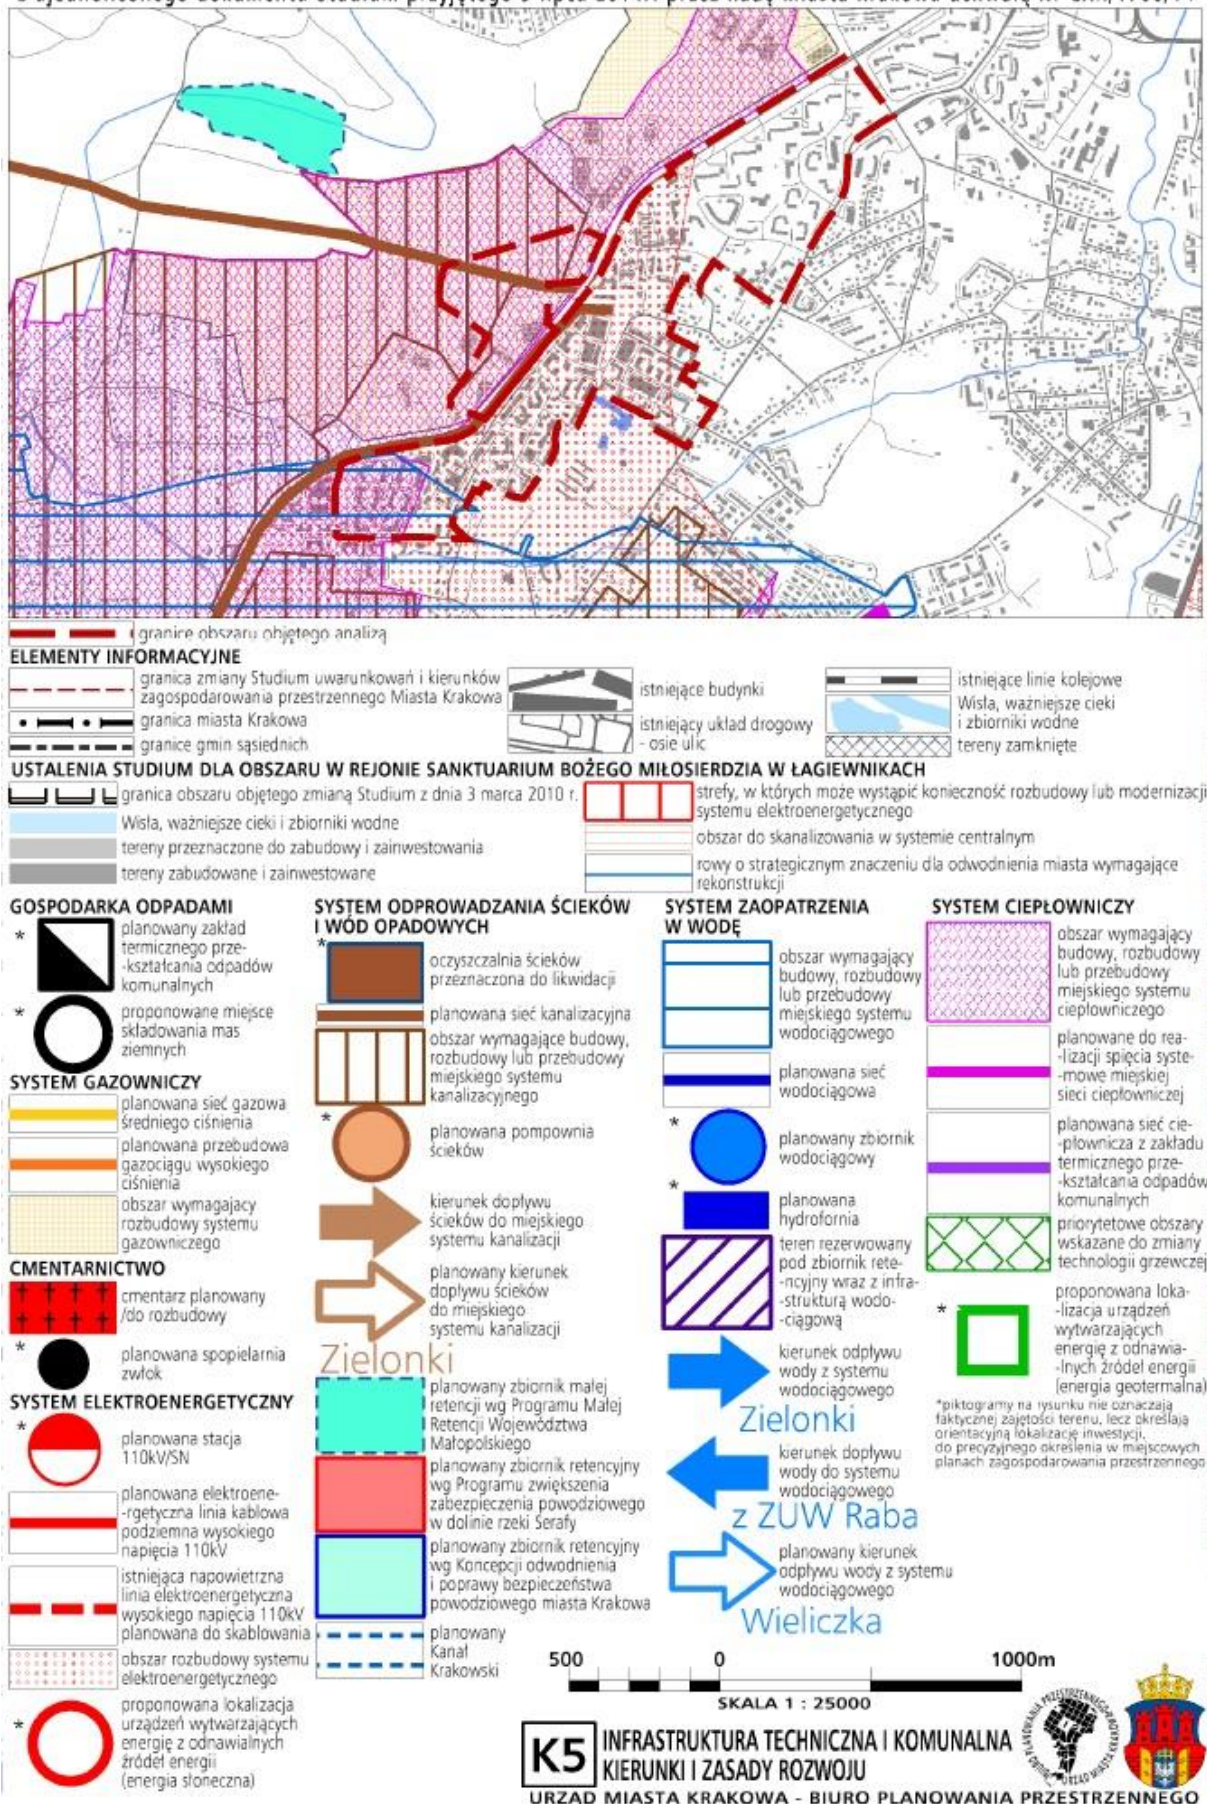 granice obszaru objętego analizą
ELEMENTY INFORMACYJNE
granica zmiany Studium uwarunkowań i kierunków
zagospodarowania przestrzennego Miasta Krakowa
granica miasta Krakowa
granice gmin sąsiednich
istniejące budynki
istniejący układ drogowy
- osie ulic
istniejące linie kolejowe
Wisła, ważniejsze cieki
i zbiorniki wodne
tereny zamknięte
USTALENIA STUDIUM DLA OBSZARU W REJONIE SANKTUARIUM BOŻEGO MIŁOSIERDZIA W ŁAGIEWNIKACH
granica obszaru objętego zmianą Studium z dnia 3 marca 2010 r.
Wisła, ważniejsze cieki i zbiorniki wodne
tereny przeznaczone do zabudowy i zainwestowania
tereny zabudowane i zainwestowane
strefy, w których może wystąpić konieczność rozbudowy lub modernizacji
systemu elektroenergetycznego
obszar do skanalizowania w systemie centralnym
rowy o strategicznym znaczeniu dla odwodnienia miasta wymagające
rekonstrukcji
GOSPODARKA ODPADAMI
* planowany zakład
termicznego prze-
-kształcania odpadów
komunalnych
* proponowane miejsce
składowania mas
ziemnych
SYSTEM GAZOWNICZY
planowana sieć gazowa
średniego ciśnienia
planowana przebudowa
gazociągu wysokiego
ciśnienia
obszar wymagający
rozbudowy systemu
gazowniczego
CMENTARNICTWO
cmentarz planowany
/do rozbudowy
* planowana spopielarnia
zwłok
SYSTEM ELEKTROENERGETYCZNY
* planowana stacja
110kV/SN
planowana elektroene-
-rgetyczna linia kablowa
podziemna wysokiego
napięcia 110kV
istniejąca napowietrzna
linia elektroenergetyczna
wysokiego napięcia 110kV
planowana do skablowania
obszar rozbudowy systemu
elektroenergetycznego
* proponowana lokalizacja
urządzeń wytwarzających
energię z odnawialnych
źródeł energii
(energia słoneczna)
SYSTEM ODPROWADZANIA ŚCIEKÓW
I WÓD OPADOWYCH
* oczyszczalnia ścieków
przeznaczona do likwidacji
planowana sieć kanalizacyjna
obszar wymagające budowy,
rozbudowy lub przebudowy
miejskiego systemu
kanalizacyjnego
* planowana pompownia
ścieków
kierunek dopływu
ścieków do miejskiego
systemu kanalizacji
planowany kierunek
dopływu ścieków
do miejskiego
systemu kanalizacji
Zielonki
planowany zbiornik małej
retencji wg Programu Małej
Retencji Województwa
Małopolskiego
planowany zbiornik retencyjny
wg Programu zwiększenia
zabezpieczenia powodziowego
w dolinie rzeki Serafy
planowany zbiornik retencyjny
wg Koncepcji odwodnienia
i poprawy bezpieczeństwa
powodziowego miasta Krakowa
planowany
Kanał
Krakowski
SYSTEM ZAOPATRZENIA
W WODĘ
obszar wymagający
budowy, rozbudowy
lub przebudowy
miejskiego systemu
wodociągowego
planowana sieć
wodociągowa
* planowany zbiornik
wodociągowy
* planowana
hydrofornia
teren rezerwowany
pod zbiornik rete-
-ncyjny wraz z infra-
-strukturą wodo-
-ciągową
kierunek odpływu
wody z systemu
wodociągowego
Zielonki
kierunek dopływu
wody do systemu
wodociągowego
z ZUW Raba
planowany kierunek
odpływu wody z systemu
wodociągowego
Wieliczka
SYSTEM CIEPŁOWNICZY
obszar wymagający
budowy, rozbudowy
lub przebudowy
miejskiego systemu
ciepłowniczego
planowane do rea-
-lizacji spięcia syste-
-mowe miejskiej
sieci ciepłowniczej
planowana sieć cie-
-płownicza z zakładu
termicznego prze-
-kształcania odpadów
komunalnych
priorytetowe obszary
wskazane do zmiany
technologii grzewczej
* proponowana loka-
-lizacja urządzeń
wytwarzających
energię z odnawia-
-lnych źródeł energii
(energia geotermalna)
*piktogramy na rysunku nie oznaczają
faktycznej zajętości terenu, lecz określają
orientacyjną lokalizację inwestycji,
do precyzyjnego określenia w miejscowych
planach zagospodarowania przestrzennego
500 0 1000m
SKALA 1 : 25000
K5 INFRASTRUKTURA TECHNICZNA I KOMUNALNA
KIERUNKI I ZASADY ROZWOJU
URZĄD MIASTA KRAKOWA - BIURO PLANOWANIA PRZESTRZENNEGO